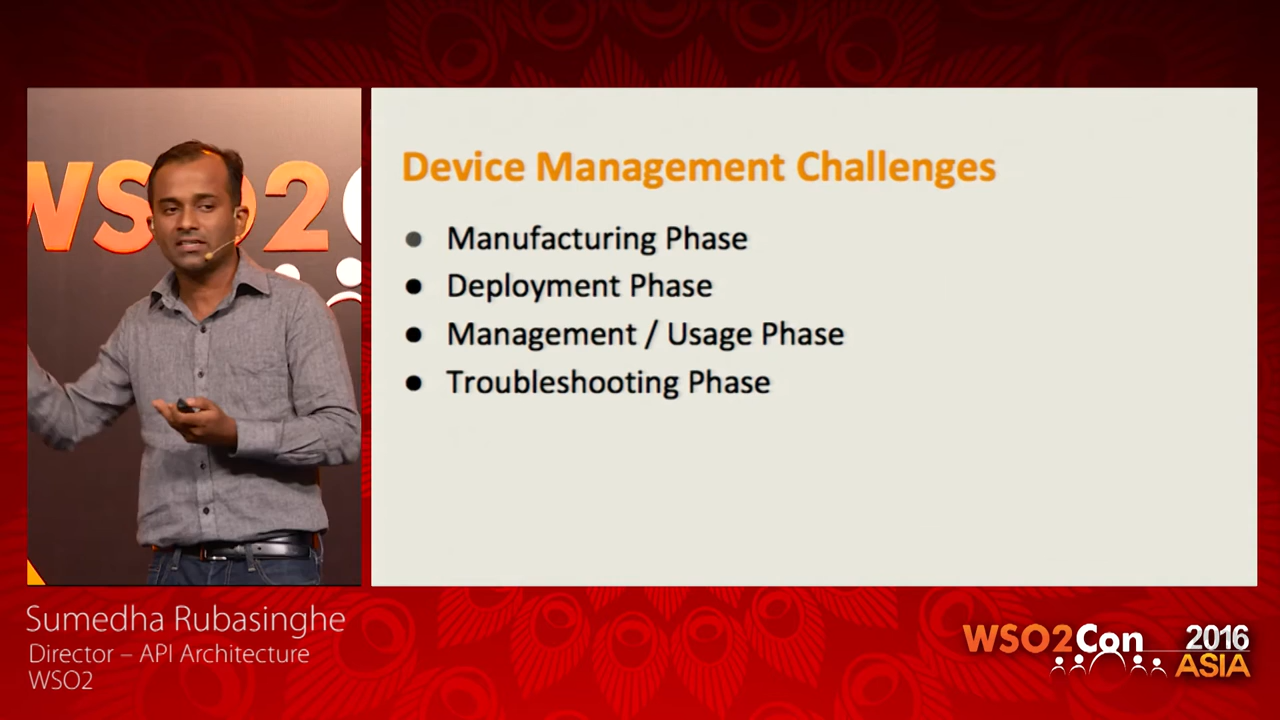 WSO2C
Device Management Challenges
● Manufacturing Phase
● Deployment Phase
● Management / Usage Phase
● Troubleshooting Phase
Sumedha Rubasinghe
Director – API Architecture
WSO2
WSO2Con 2016
ASIA